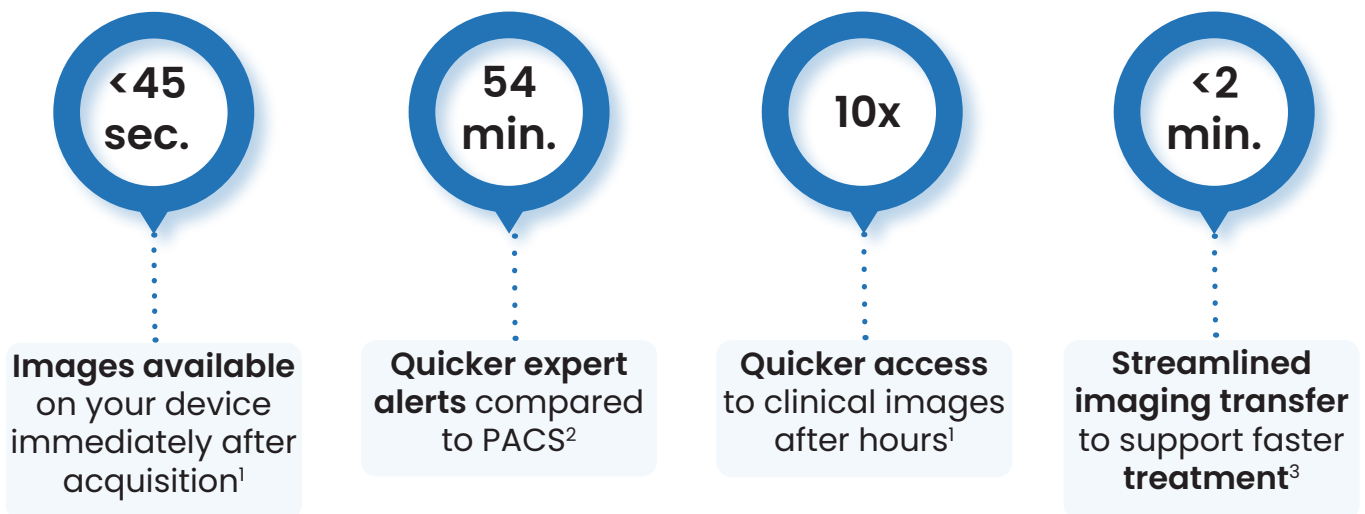 <45
sec.
Images available
on your device
immediately after
acquisition¹
54
min.
Quicker expert
alerts compared
to PACS²
10x
Quicker access
to clinical images
after hours¹
<2
min.
Streamlined
imaging transfer
to support faster
treatment³